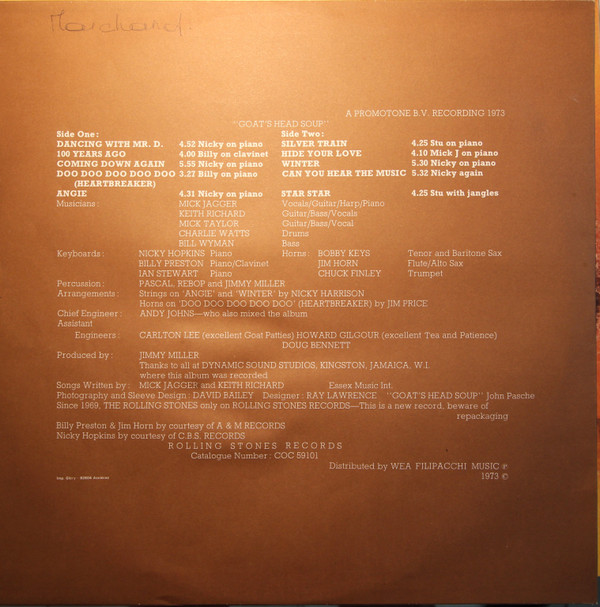 Marchand.
A PROMOTONE B.V. RECORDING 1973
"GOAT'S HEAD SOUP"
Side One: Side Two:
DANCING WITH MR. D. 4.52 Nicky on piano SILVER TRAIN 4.25 Stu on piano
100 YEARS AGO 4.00 Billy on clavinet HIDE YOUR LOVE 4.10 Mick J on piano
COMING DOWN AGAIN 5.55 Nicky on piano WINTER 5.30 Nicky on piano
DOO DOO DOO DOO DOO 3.27 Billy on piano CAN YOU HEAR THE MUSIC 5.32 Nicky again
(HEARTBREAKER)
ANGIE 4.31 Nicky on piano STAR STAR 4.25 Stu with jangles
Musicians: MICK JAGGER Vocals/Guitar/Harp/Piano
KEITH RICHARD Guitar/Bass/Vocals
MICK TAYLOR Guitar/Bass/Vocal
CHARLIE WATTS Drums
BILL WYMAN Bass
Keyboards: NICKY HOPKINS Piano Horns: BOBBY KEYS Tenor and Baritone Sax
BILLY PRESTON Piano/Clavinet JIM HORN Flute/Alto Sax
IAN STEWART Piano CHUCK FINLEY Trumpet
Percussion: PASCAL, REBOP and JIMMY MILLER
Arrangements: Strings on 'ANGIE' and 'WINTER' by NICKY HARRISON
Horns on 'DOO DOO DOO DOO DOO' (HEARTBREAKER) by JIM PRICE
Chief Engineer: ANDY JOHNS—who also mixed the album
Assistant
Engineers: CARLTON LEE (excellent Goat Patties) HOWARD GILGOUR (excellent Tea and Patience)
DOUG BENNETT
Produced by: JIMMY MILLER
Thanks to all at DYNAMIC SOUND STUDIOS, KINGSTON, JAMAICA, W.I.
where this album was recorded
Songs Written by: MICK JAGGER and KEITH RICHARD Essex Music Int.
Photography and Sleeve Design: DAVID BAILEY Designer: RAY LAWRENCE "GOAT'S HEAD SOUP" John Pasche
Since 1969, THE ROLLING STONES only on ROLLING STONES RECORDS—This is a new record, beware of
repackaging
Billy Preston & Jim Horn by courtesy of A & M RECORDS
Nicky Hopkins by courtesy of C.B.S. RECORDS
ROLLING STONES RECORDS
Catalogue Number: COC 59101
Distributed by WEA FILIPACCHI MUSIC ℗
1973 ©